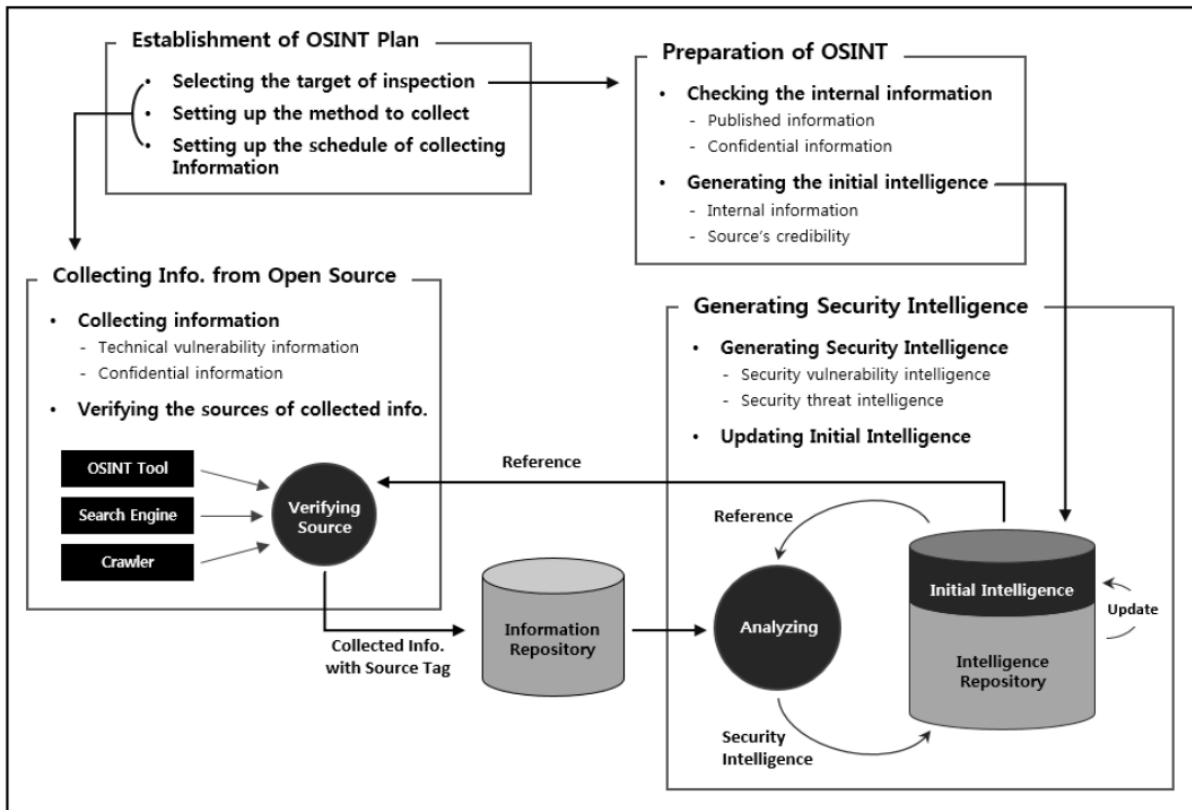 Establishment of OSINT Plan
• Selecting the target of inspection
• Setting up the method to collect
• Setting up the schedule of collecting
Information
Preparation of OSINT
• Checking the internal information
- Published information
- Confidential information
• Generating the initial intelligence
- Internal information
- Source's credibility
Collecting Info. from Open Source
• Collecting information
- Technical vulnerability information
- Confidential information
• Verifying the sources of collected info.
OSINT Tool
Search Engine
Crawler
Verifying
Source
Collected Info.
with Source Tag
Information
Repository
Reference
Generating Security Intelligence
• Generating Security Intelligence
- Security vulnerability intelligence
- Security threat intelligence
• Updating Initial Intelligence
Reference
Analyzing
Security
Intelligence
Initial Intelligence
Update
Intelligence
Repository